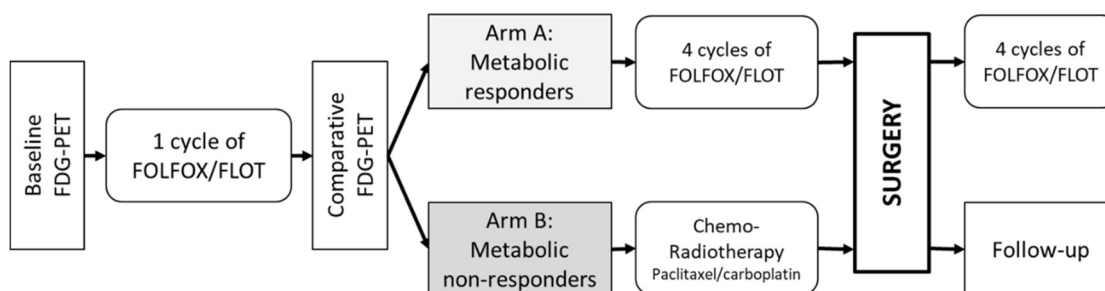 Baseline
FDG-PET
1 cycle of
FOLFOX/FLOT
Comparative
FDG-PET
Arm A:
Metabolic
responders
4 cycles of
FOLFOX/FLOT
Arm B:
Metabolic
non-responders
Chemo-
Radiotherapy
Paclitaxel/carboplatin
SURGERY
4 cycles of
FOLFOX/FLOT
Follow-up